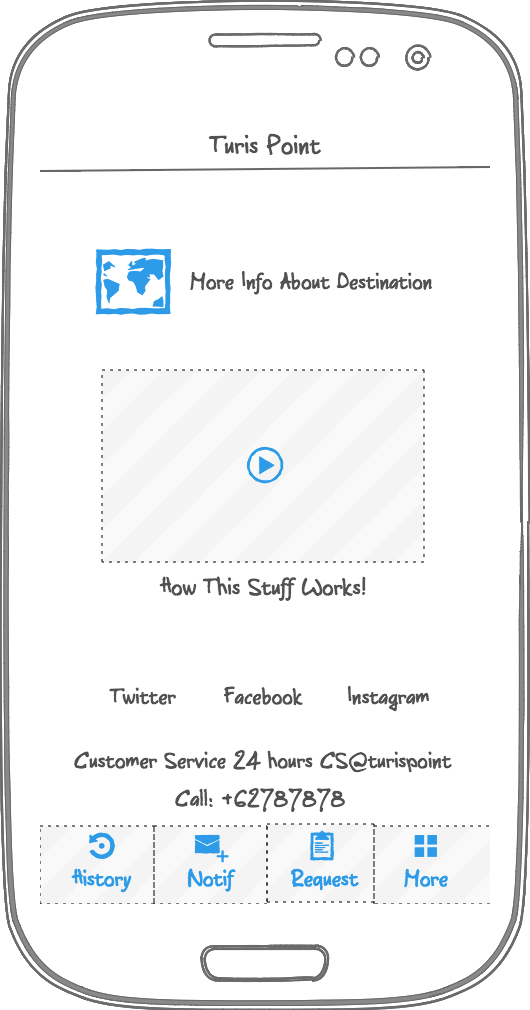 Turis Point
More Info About Destination
How This Stuff Works!
Twitter Facebook Instagram
Customer Service 24 hours CS@turispoint
Call: +62787878
History Notif Request More